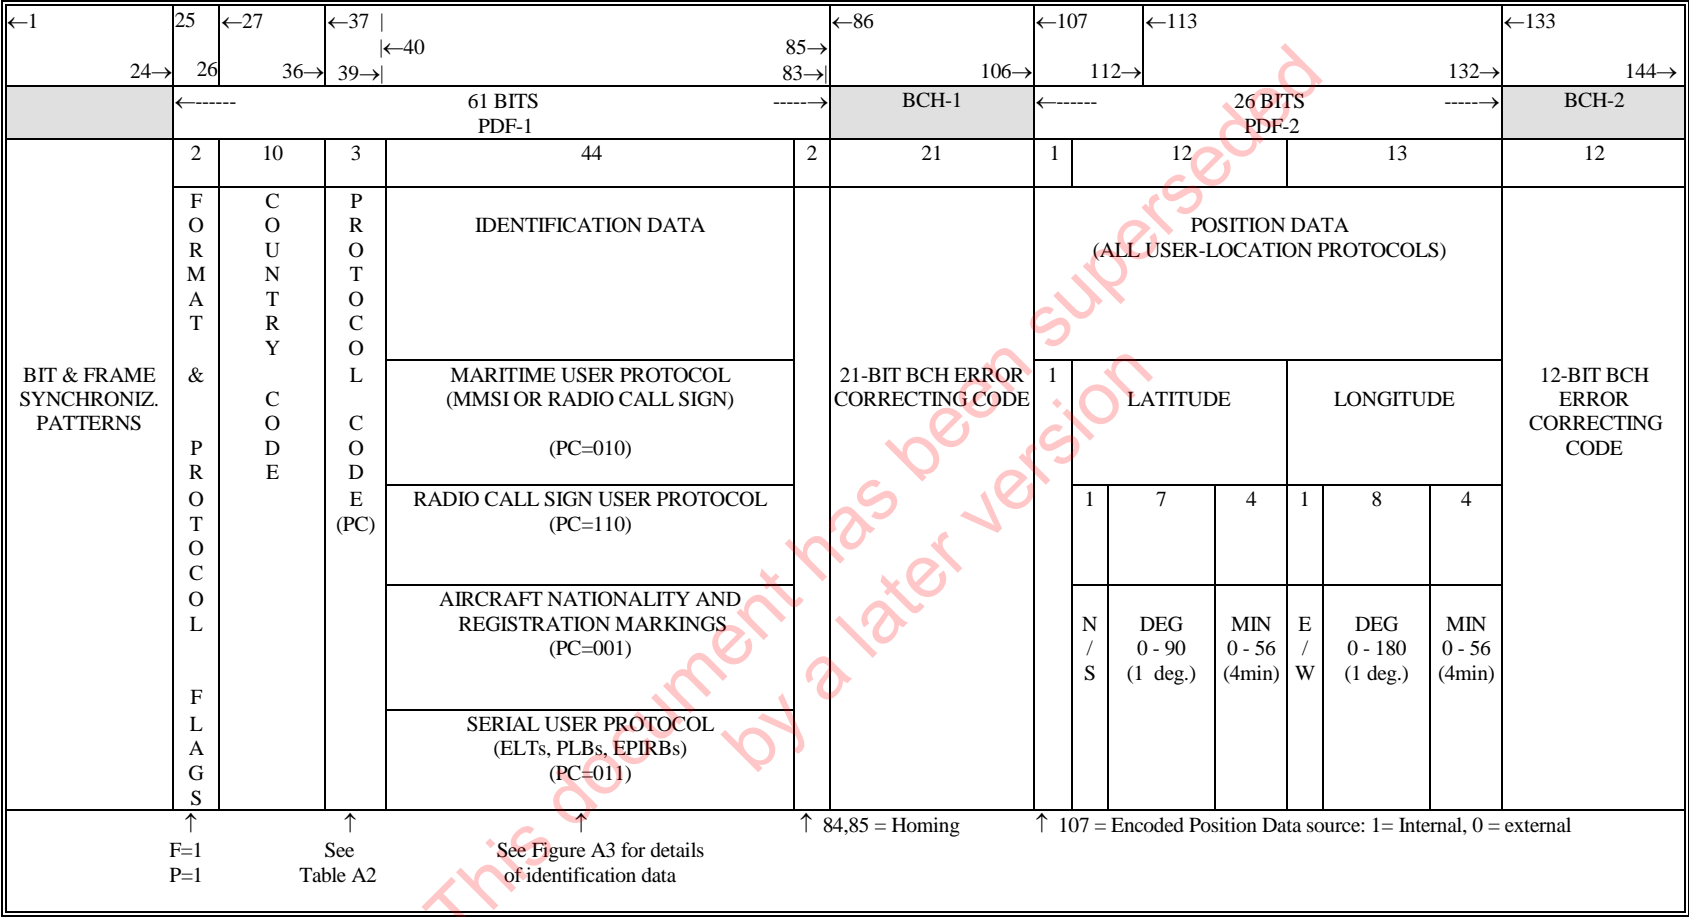 ←1 25 ←27 ←37 | ←86 ←107 ←113 ←133
|←40 85→
24→ 26 36→ 39→| 83→| 106→ 112→ 132→ 144→
←------ 61 BITS -----→ BCH-1 ←------ 26 BITS -----→ BCH-2
PDF-1 PDF-2
2 10 3 44 2 21 1 12 13 12
FORMAT & PROTOCOL FLAGS
COUNTRY CODE
PROTOCOL CODE
(PC)
IDENTIFICATION DATA
POSITION DATA
(ALL USER-LOCATION PROTOCOLS)
BIT & FRAME
SYNCHRONIZ.
PATTERNS
MARITIME USER PROTOCOL
(MMSI OR RADIO CALL SIGN)
(PC=010)
RADIO CALL SIGN USER PROTOCOL
(PC=110)
AIRCRAFT NATIONALITY AND
REGISTRATION MARKINGS
(PC=001)
SERIAL USER PROTOCOL
(ELTs, PLBs, EPIRBs)
(PC=011)
21-BIT BCH ERROR
CORRECTING CODE
1
LATITUDE LONGITUDE
1 7 4 1 8 4
N DEG MIN E DEG MIN
/ 0 - 90 0 - 56 / 0 - 180 0 - 56
S (1 deg.) (4min) W (1 deg.) (4min)
12-BIT BCH
ERROR
CORRECTING
CODE
↑ ↑ ↑ ↑ 84,85 = Homing ↑ 107 = Encoded Position Data source: 1= Internal, 0 = external
F=1 See See Figure A3 for details
P=1 Table A2 of identification data
This document has been superseded
by a later version